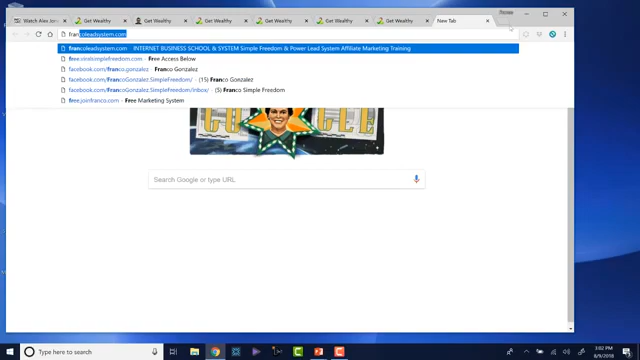 Watch Alex Jon
Get Wealthy
Get Wealthy
Get Wealthy
Get Wealthy
Get Wealthy
Get Wealthy
New Tab
francoleadsystem.com
francoleadsystem.com - INTERNET BUSINESS SCHOOL & SYSTEM Simple Freedom & Power Lead System Affiliate Marketing Training
free.viralsimplefreedom.com - Free Access Below
facebook.com/franco.gonzalez - Franco Gonzalez
facebook.com/FrancoGonzalez.SimpleFreedom/ - (15) Franco Gonzalez
facebook.com/FrancoGonzalez.SimpleFreedom/inbox/ - (5) Franco Simple Freedom
free.joinfranco.com - Free Marketing System
Search Google or type URL
Type here to search
3:02 PM
8/9/2018